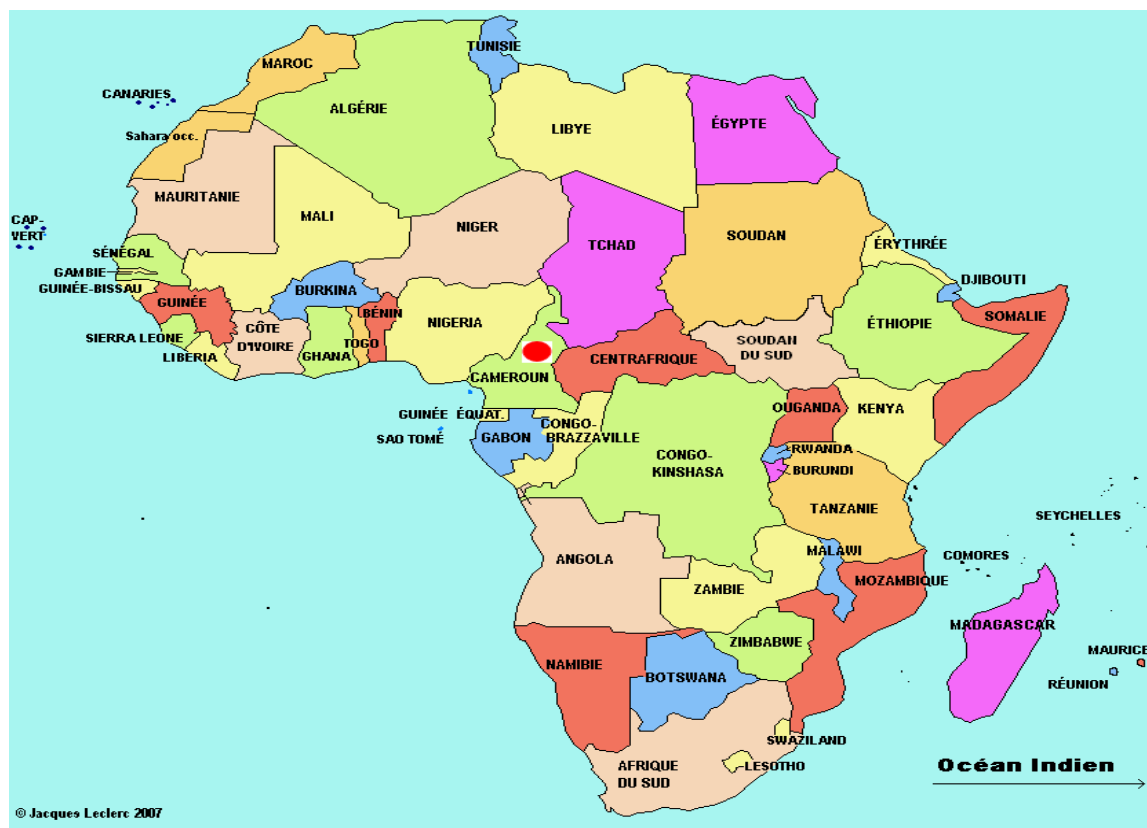 TUNISIE
MAROC
CANARIES
ALGÉRIE
Sahara occ.
LIBYE
ÉGYPTE
MAURITANIE
MALI
NIGER
CAP-
VERT
TCHAD
SOUDAN
ÉRYTHRÉE
SÉNÉGAL
GAMBIE
GUINÉE-BISSAU
DJIBOUTI
BURKINA
GUINÉE
BÉNIN
NIGERIA
SOMALIE
ÉTHIOPIE
SIERRA LEONE
CÔTE
D'IVOIRE
TOGO
GHANA
LIBERIA
CENTRAFRIQUE
SOUDAN
DU SUD
CAMEROUN
GUINÉE ÉQUAT.
OUGANDA
KENYA
SAO TOMÉ
GABON
CONGO-
BRAZZAVILLE
RWANDA
CONGO-
KINSHASA
BURUNDI
TANZANIE
SEYCHELLES
ANGOLA
MALAWI
COMORES
MOZAMBIQUE
ZAMBIE
MADAGASCAR
ZIMBABWE
MAURICE
NAMIBIE
BOTSWANA
RÉUNION
SWAZILAND
AFRIQUE
DU SUD
LESOTHO
Océan Indien
© Jacques Leclerc 2007